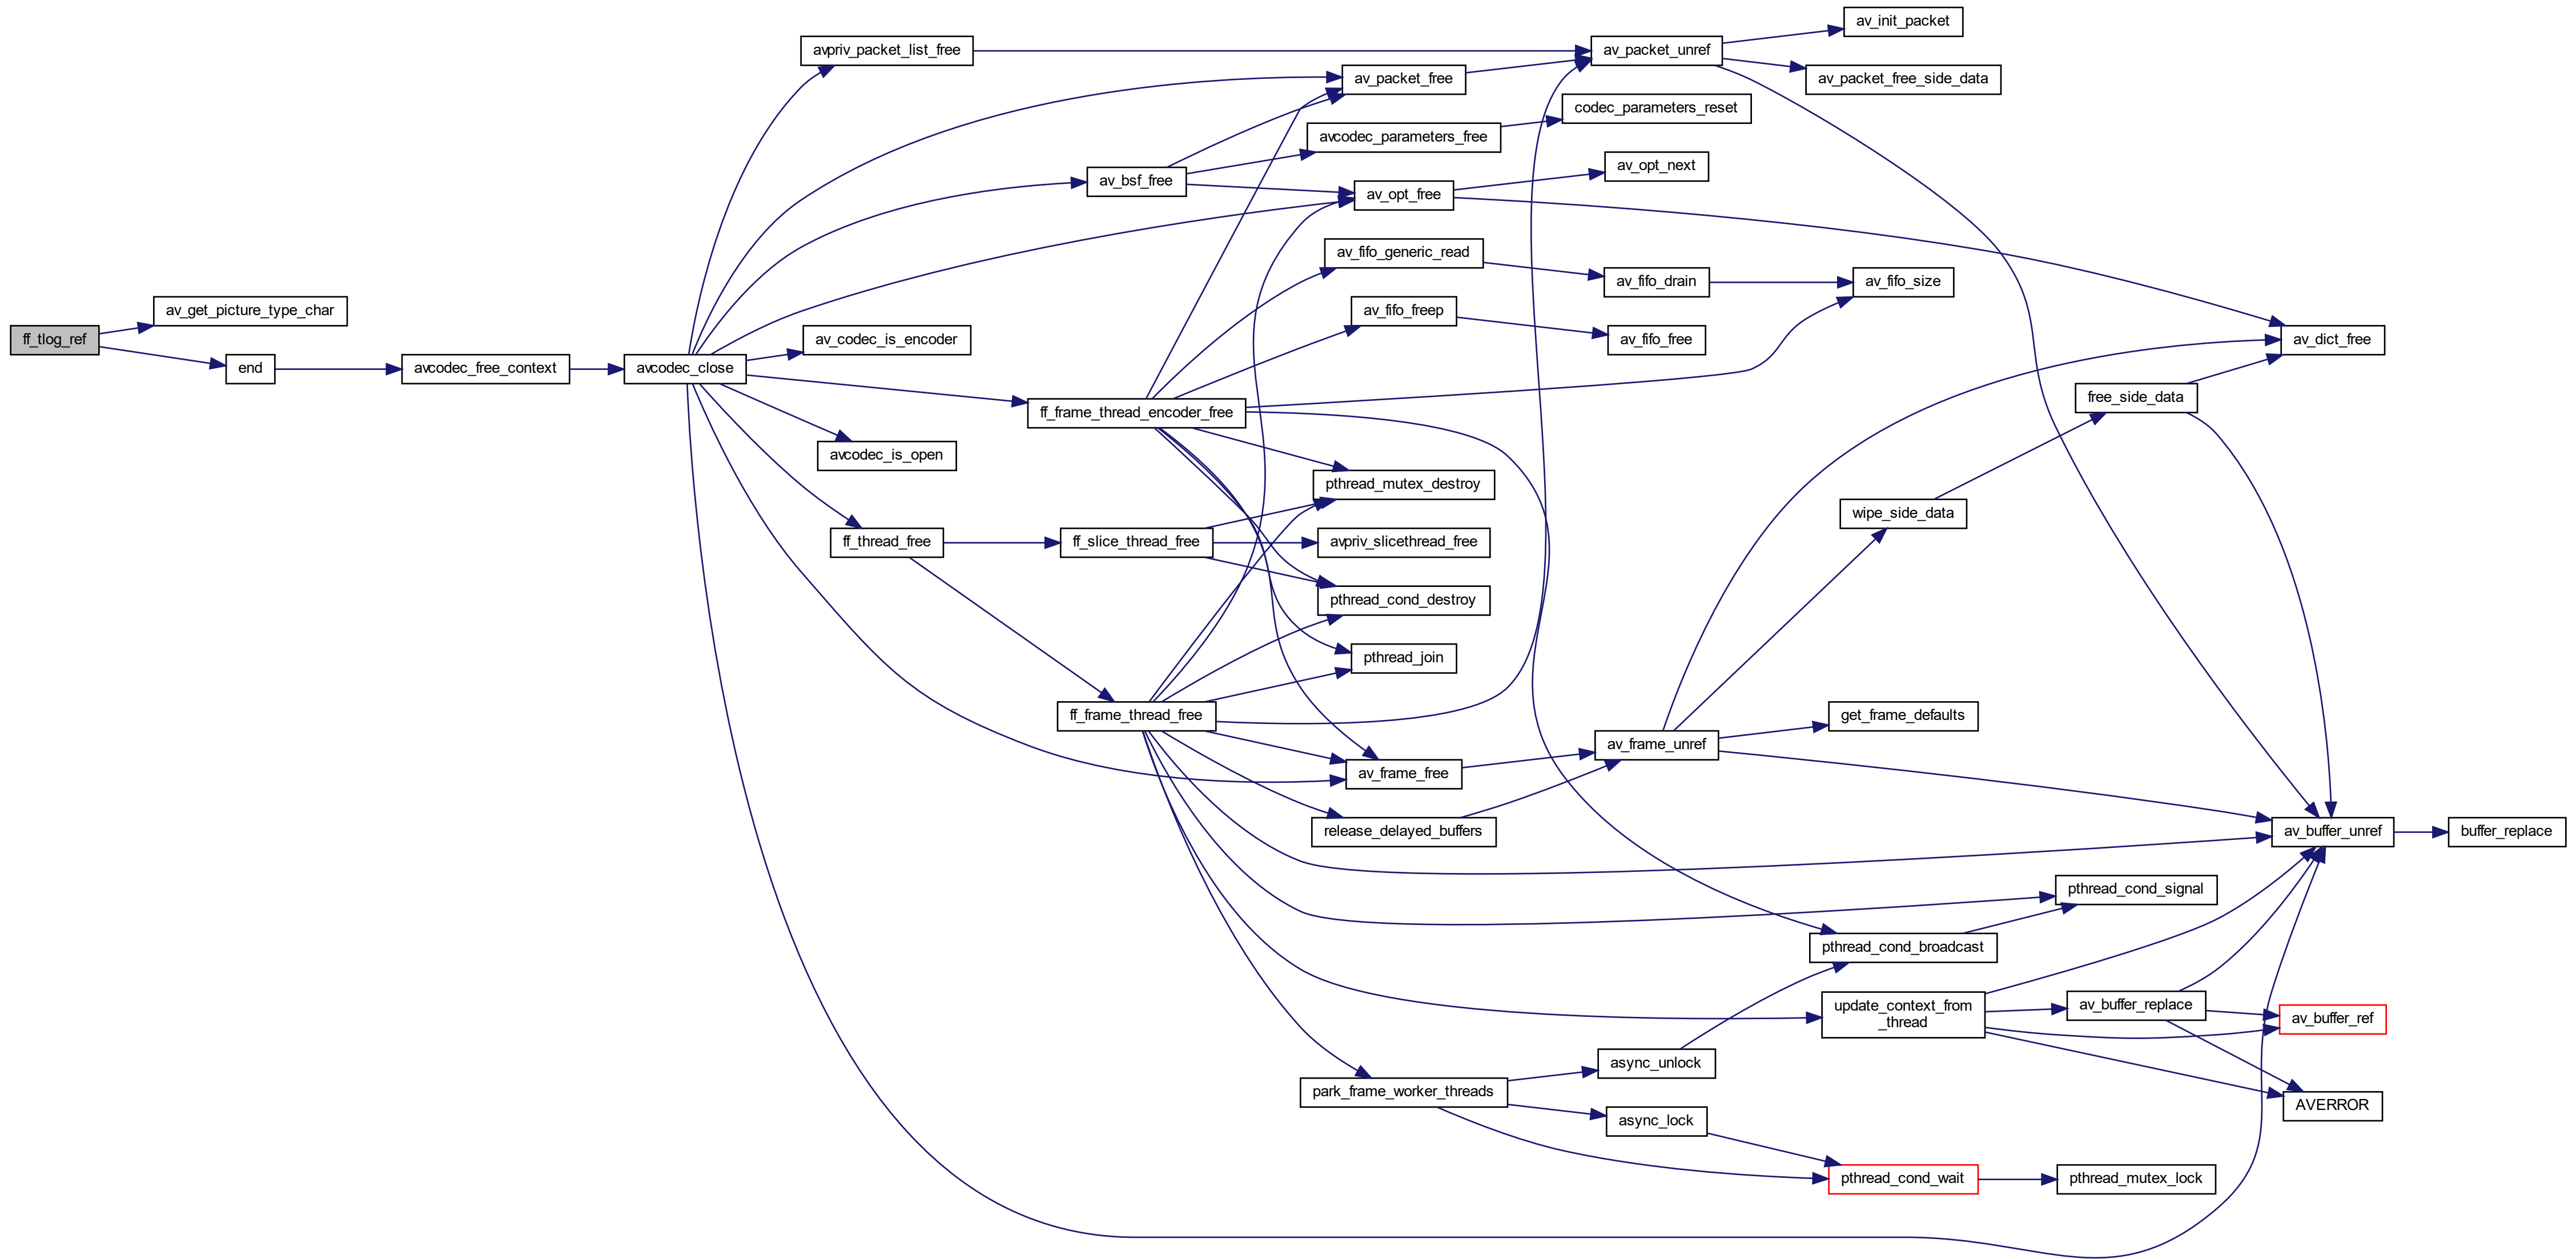 ff_tlog_ref
av_get_picture_type_char
end
avcodec_free_context
avcodec_close
avpriv_packet_list_free
av_codec_is_encoder
avcodec_is_open
ff_thread_free
av_bsf_free
ff_frame_thread_encoder_free
ff_slice_thread_free
ff_frame_thread_free
av_packet_free
avcodec_parameters_free
av_opt_free
av_fifo_generic_read
av_fifo_freep
pthread_mutex_destroy
avpriv_slicethread_free
pthread_cond_destroy
pthread_join
av_frame_free
release_delayed_buffers
park_frame_worker_threads
av_packet_unref
codec_parameters_reset
av_opt_next
av_fifo_drain
av_fifo_free
av_frame_unref
async_unlock
async_lock
av_init_packet
av_packet_free_side_data
av_fifo_size
wipe_side_data
get_frame_defaults
pthread_cond_broadcast
update_context_from
_thread
pthread_cond_wait
free_side_data
pthread_cond_signal
av_buffer_replace
pthread_mutex_lock
av_dict_free
av_buffer_unref
av_buffer_ref
AVERROR
buffer_replace